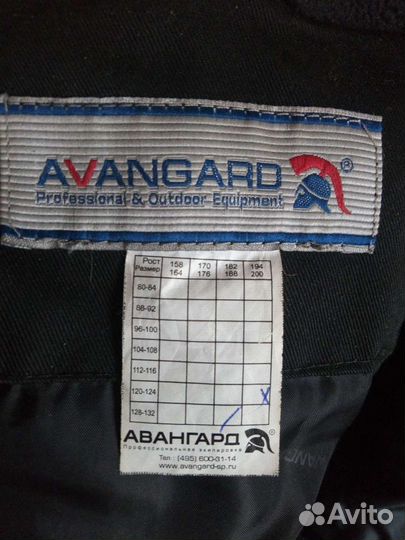 AVANGARD ®
Professional & Outdoor Equipment
Рост 158 170 182 194
Размер 164 176 188 200
80-84
88-92
96-100
104-108
112-116
120-124 X
128-132
АВАНГАРД
Профессиональная экипировка
Тел.: (495) 600-31-14
www.avangard-sp.ru
Avito